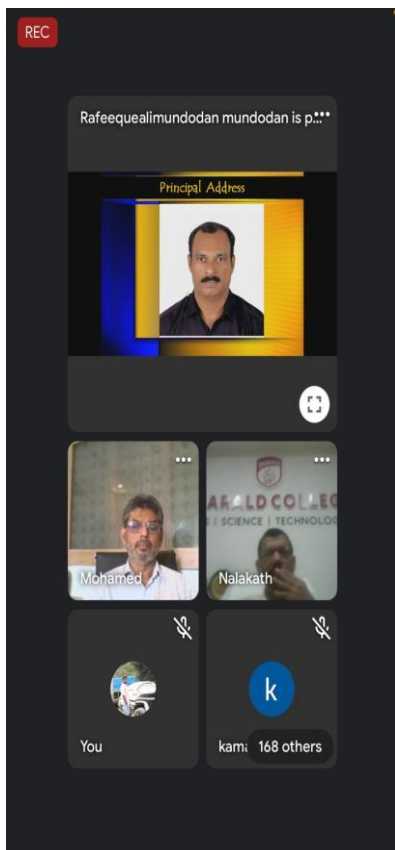 REC
Rafeequealimundodan mundodan is p...
Principal Address
ARALD COLLEG
| SCIENCE | TECHNOLOG
Mohamed
Nalakath
k
You
kama
168 others